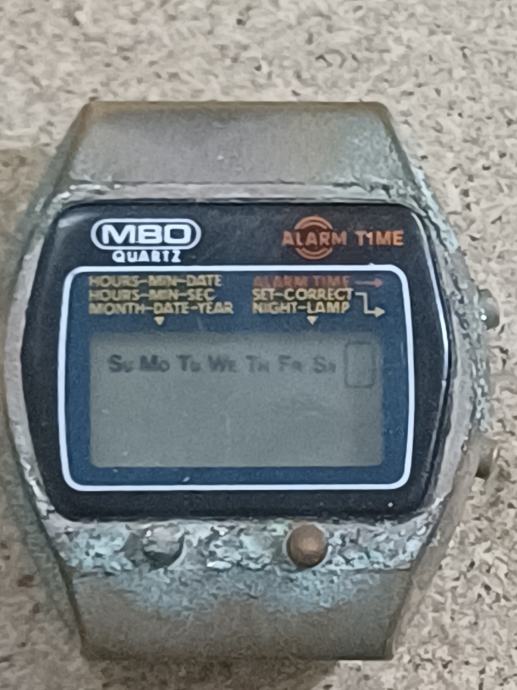 MBO
QUARTZ
ALARM TIME
HOURS-MIN-DATE
HOURS-MIN-SEC
MONTH-DATE-YEAR
ALARM TIME
SET-CORRECT
NIGHT-LAMP
Su Mo Tu We Th Fr Sa